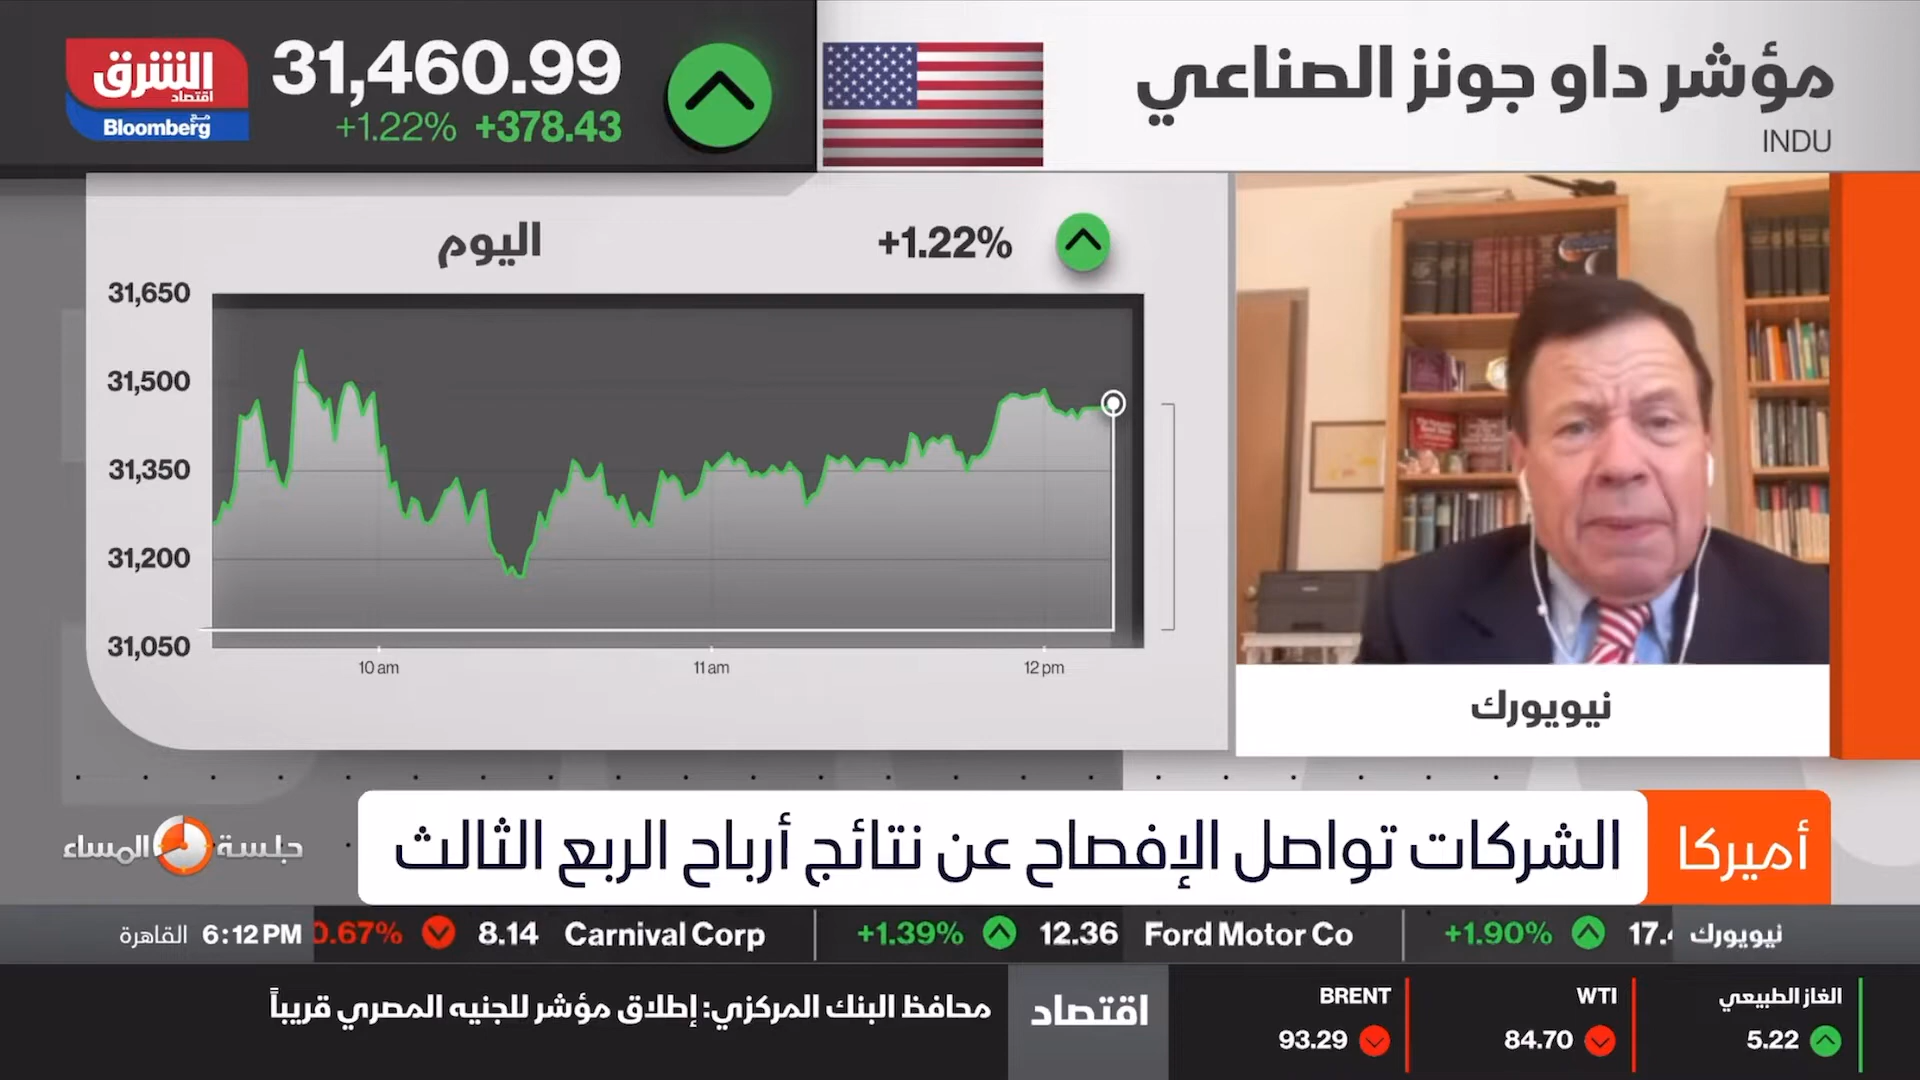 الشرق
اقتصاد
مع
Bloomberg
31,460.99
+1.22% +378.43
مؤشر داو جونز الصناعي
INDU
اليوم
+1.22%
31,650
31,500
31,350
31,200
31,050
10 am
11 am
12 pm
نيويورك
أميركا
الشركات تواصل الإفصاح عن نتائج أرباح الربع الثالث
جلسة المساء
نيويورك
17.4 +1.90%
Ford Motor Co 12.36 +1.39%
Carnival Corp 8.14 0.67%
6:12 PM القاهرة
الغاز الطبيعي
5.22
WTI
84.70
BRENT
93.29
اقتصاد
محافظ البنك المركزي: إطلاق مؤشر للجنيه المصري قريباً